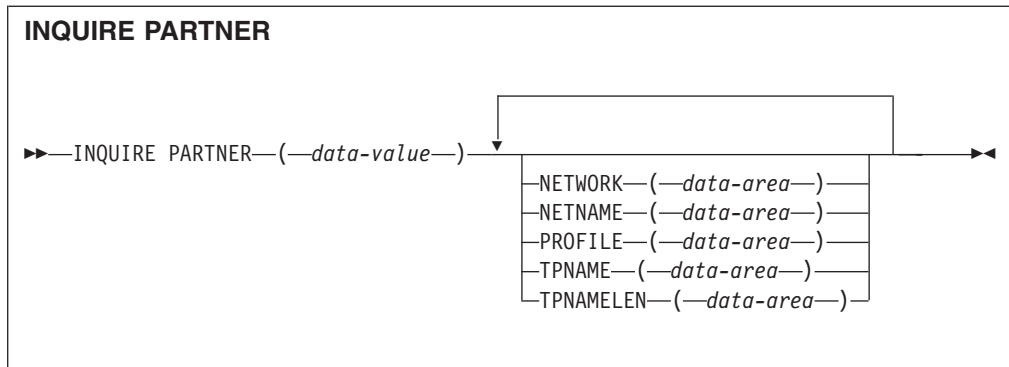 INQUIRE PARTNER
INQUIRE PARTNER ( data-value )
NETWORK ( data-area )
NETNAME ( data-area )
PROFILE ( data-area )
TPNAME ( data-area )
TPNAMELEN ( data-area )